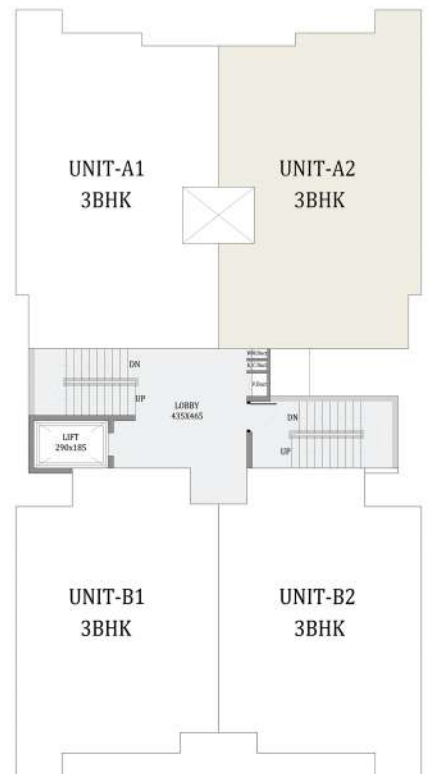 UNIT-A1
3BHK
UNIT-A2
3BHK
DN
UP
LOBBY
435X465
LIFT
290x185
DN
UP
UNIT-B1
3BHK
UNIT-B2
3BHK